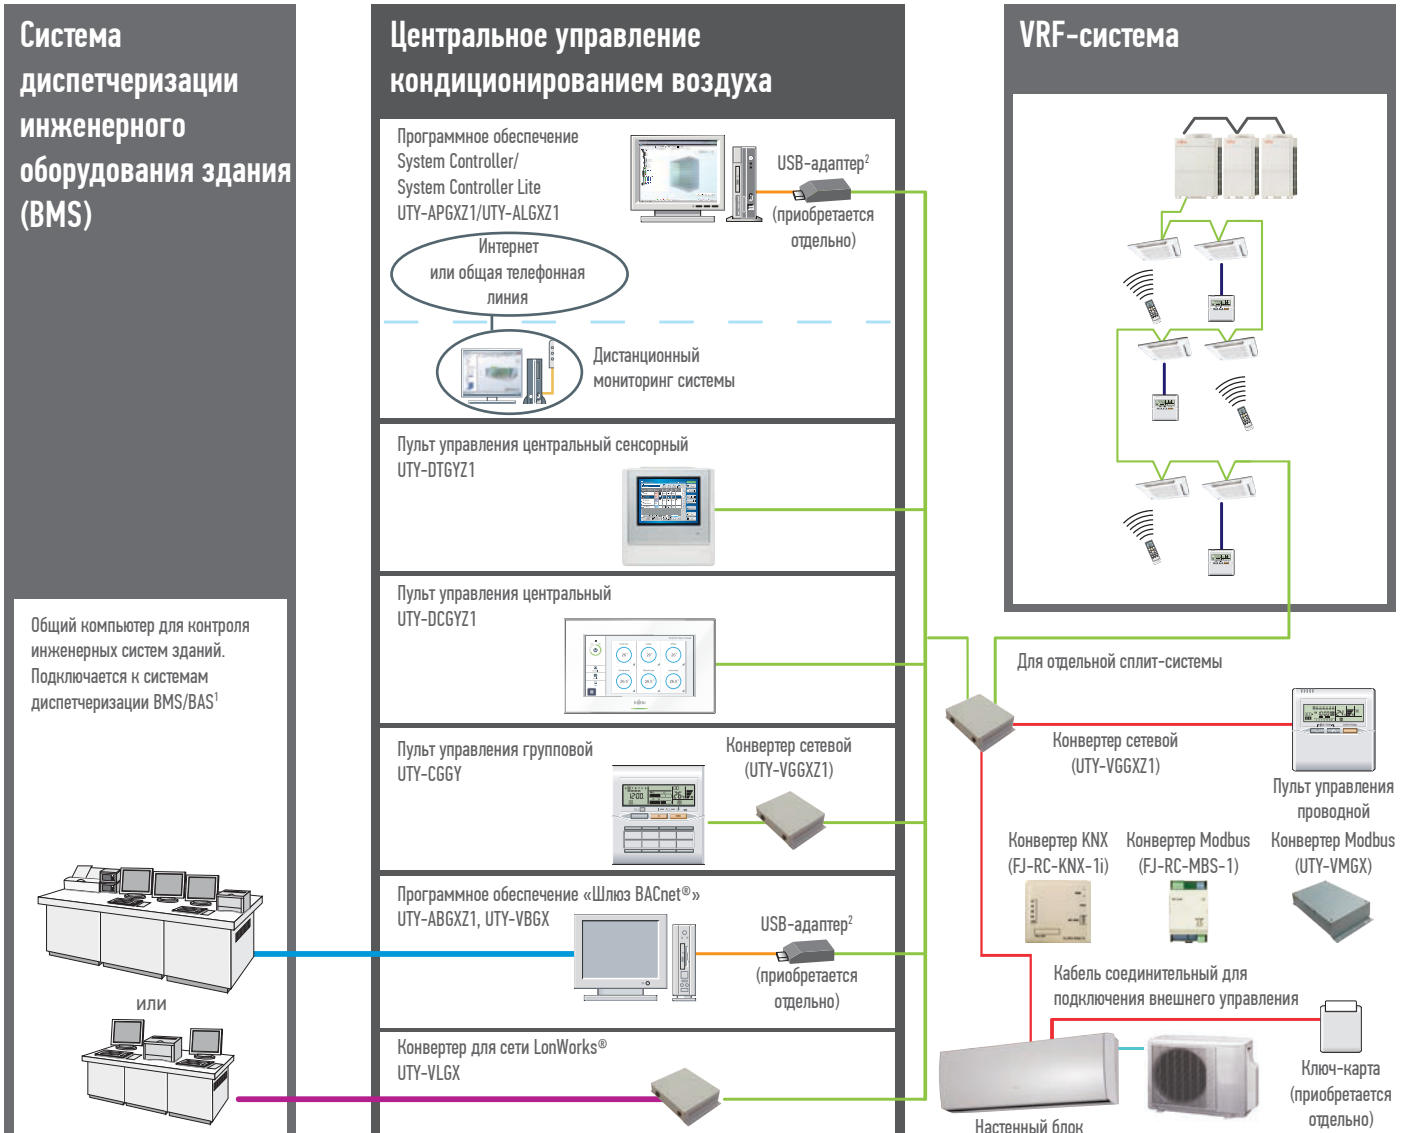 Система
диспетчеризации
инженерного
оборудования здания
(BMS)
Общий компьютер для контроля
инженерных систем зданий.
Подключается к системам
диспетчеризации BMS/BAS¹
или
Центральное управление
кондиционированием воздуха
Программное обеспечение
System Controller/
System Controller Lite
UTY-APGXZ1/UTY-ALGXZ1
USB-адаптер²
(приобретается
отдельно)
Интернет
или общая телефонная
линия
Дистанционный
мониторинг системы
Пульт управления центральный сенсорный
UTY-DTGYZ1
Пульт управления центральный
UTY-DCGYZ1
Пульт управления групповой
UTY-CGGY
Конвертер сетевой
(UTY-VGGXZ1)
Программное обеспечение «Шлюз BACnet®»
UTY-ABGXZ1, UTY-VBGX
USB-адаптер²
(приобретается
отдельно)
Конвертер для сети LonWorks®
UTY-VLGX
VRF-система
Для отдельной сплит-системы
Конвертер сетевой
(UTY-VGGXZ1)
Пульт управления
проводной
Конвертер KNX
(FJ-RC-KNX-1i)
Конвертер Modbus
(FJ-RC-MBS-1)
Конвертер Modbus
(UTY-VMGX)
Кабель соединительный для
подключения внешнего управления
Ключ-карта
(приобретается
отдельно)
Настенный блок